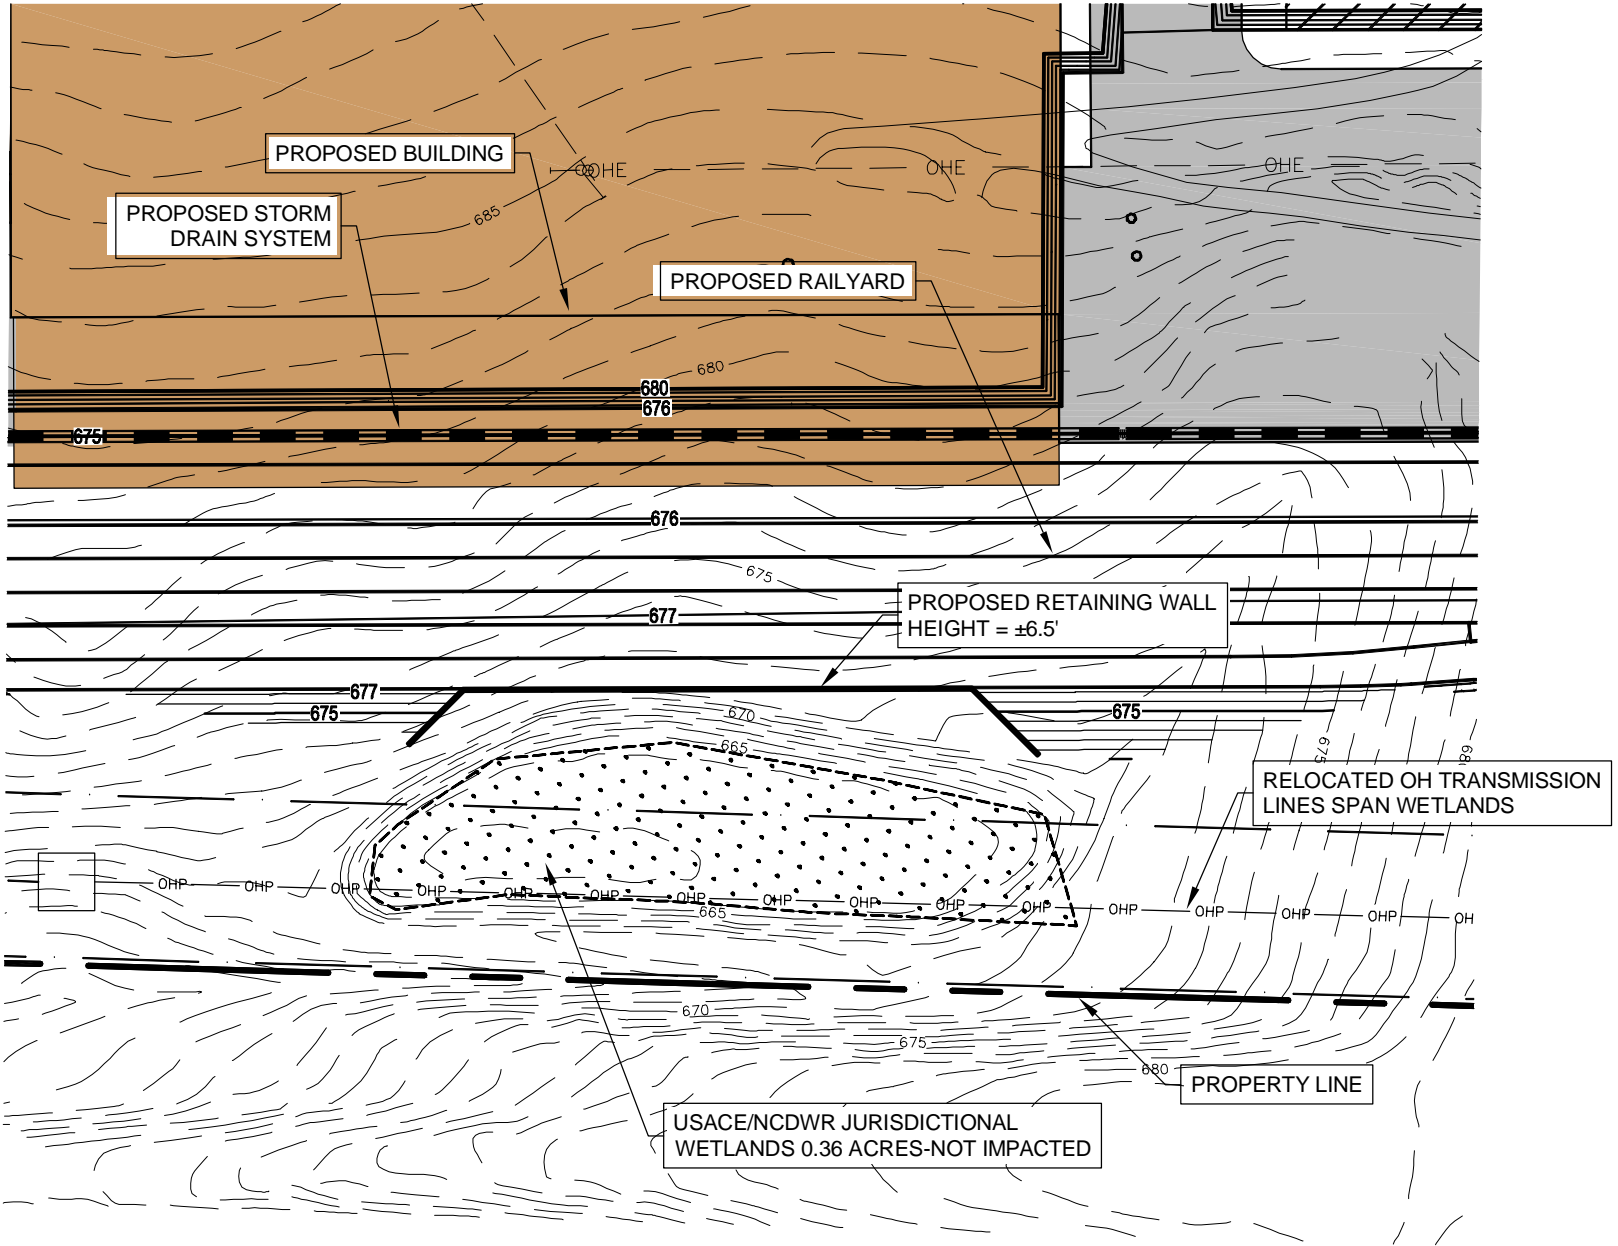 PROPOSED BUILDING
OHE
OHE
OHE
PROPOSED STORM
DRAIN SYSTEM
685
PROPOSED RAILYARD
680
680
676
675
676
675
677
PROPOSED RETAINING WALL
HEIGHT = ±6.5'
677
675
670
675
665
675
RELOCATED OH TRANSMISSION
LINES SPAN WETLANDS
OHP OHP OHP OHP OHP OHP OHP OHP OHP OHP OHP OHP OHP OHP OHP OH
665
670
675
680
PROPERTY LINE
USACE/NCDWR JURISDICTIONAL
WETLANDS 0.36 ACRES-NOT IMPACTED